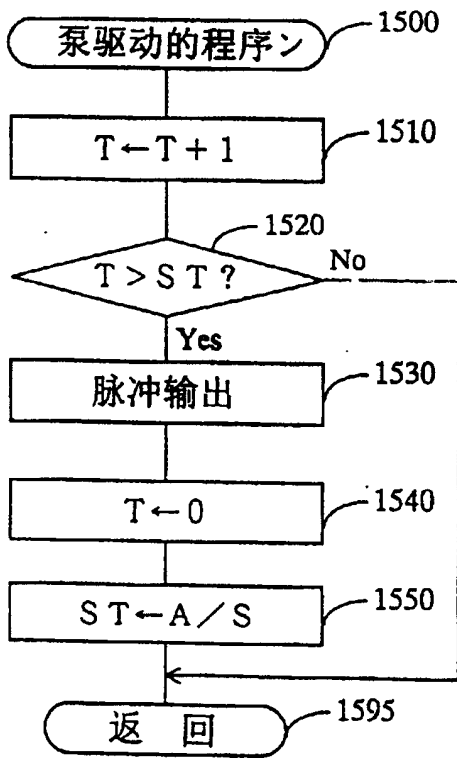 泵驱动的程序ン
1500
T←T+1
1510
1520
T>ST?
No
Yes
脉冲输出
1530
T←0
1540
ST←A/S
1550
返 回
1595